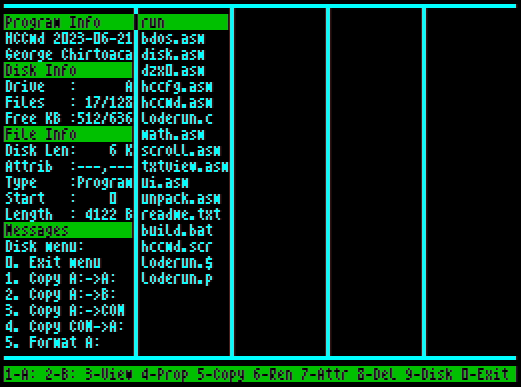 Program Info
HCCmd 2023-06-21
George Chirtoaca
Disk Info
Drive : A
Files : 17/128
Free KB :512/636
File Info
Disk Len: 6 K
Attrib :---,---
Type :Program
Start : 0
Length : 4122 B
Messages
Disk menu:
0. Exit menu
1. Copy A:->A:
2. Copy A:->B:
3. Copy A:->COM
4. Copy COM->A:
5. Format A:
run
bdos.asm
disk.asm
dzx0.asm
hccfg.asm
hccmd.asm
loderun.c
math.asm
scroll.asm
txtview.asm
ui.asm
unpack.asm
readme.txt
build.bat
hccmd.scr
loderun.$
loderun.p
1-A: 2-B: 3-View 4-Prop 5-Copy 6-Ren 7-Attr 8-Del 9-Disk 0-Exit